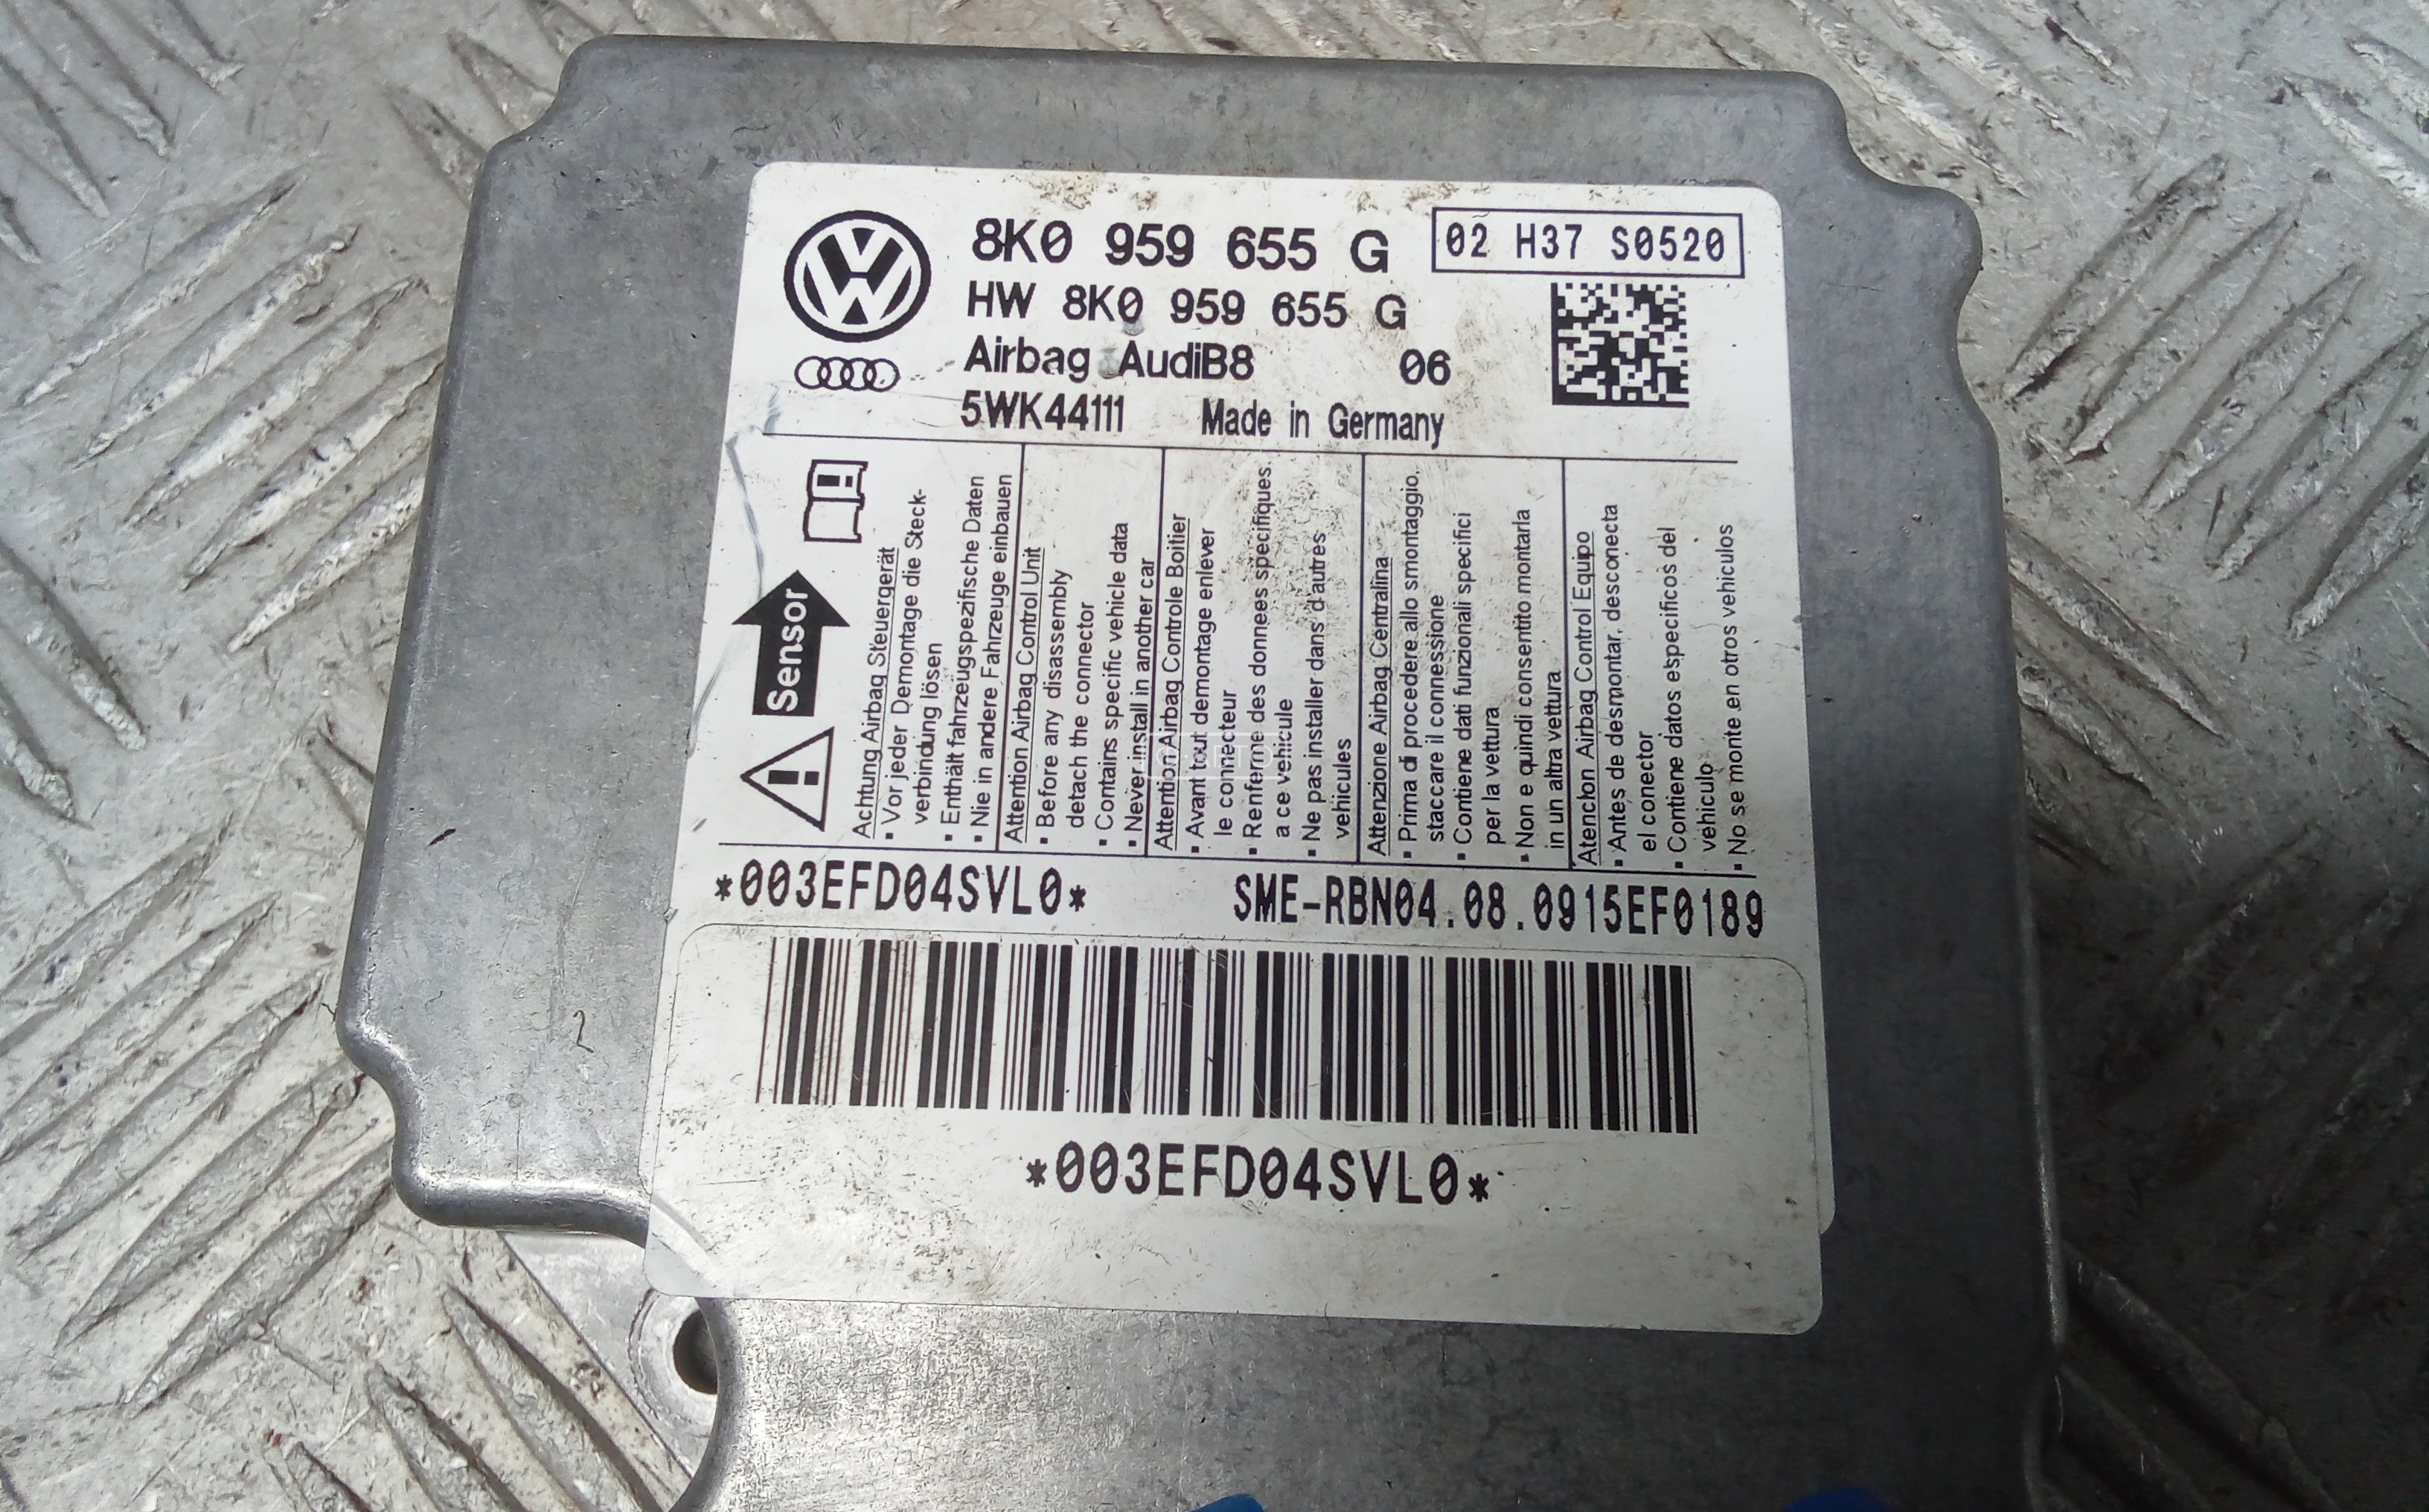 8K0 959 655 G
02 H37 S0520
HW 8K0 959 655 G
Airbag AudiB8 06
5WK44111 Made in Germany
Sensor
Achtung Airbag Steuergerät
▪ Vor jeder Demontage die Steck-
verbindung lösen
▪ Enthält fahrzeugspezifische Daten
▪ Nie in andere Fahrzeuge einbauen
Attention Airbag Control Unit
▪ Before any disassembly
detach the connector
▪ Contains specific vehicle data
▪ Never install in another car
Attention Airbag Controle Boitier
▪ Avant tout demontage enlever
le connecteur
▪ Renferme des donnees specifiques.
a ce vehicule
▪ Ne pas installer dans d'autres
vehicules
Attenzione Airbag Centralina
▪ Prima di procedere allo smontaggio.
staccare il connessione
▪ Contiene dati funzionali specifici
per la vettura
▪ Non e quindi consentito montarla
in un altra vettura
Atencion Airbag Control Equipo
▪ Antes de desmontar, desconecta
el conector
▪ Contiene datos especificos del
vehiculo
▪ No se monte en otros vehiculos
*003EFD04SVL0* SME-RBN04.08.0915EF0189
*003EFD04SVL0*